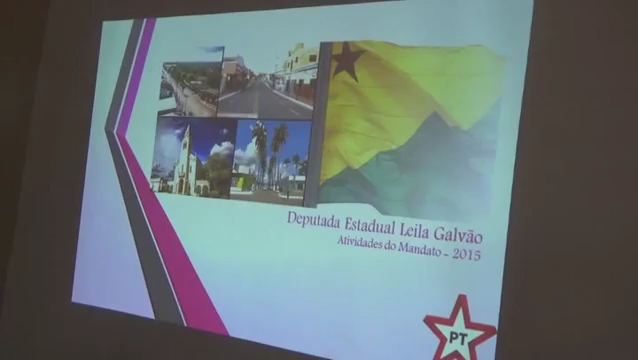 Deputada Estadual Leila Galvão
Atividades do Mandato - 2015
PT